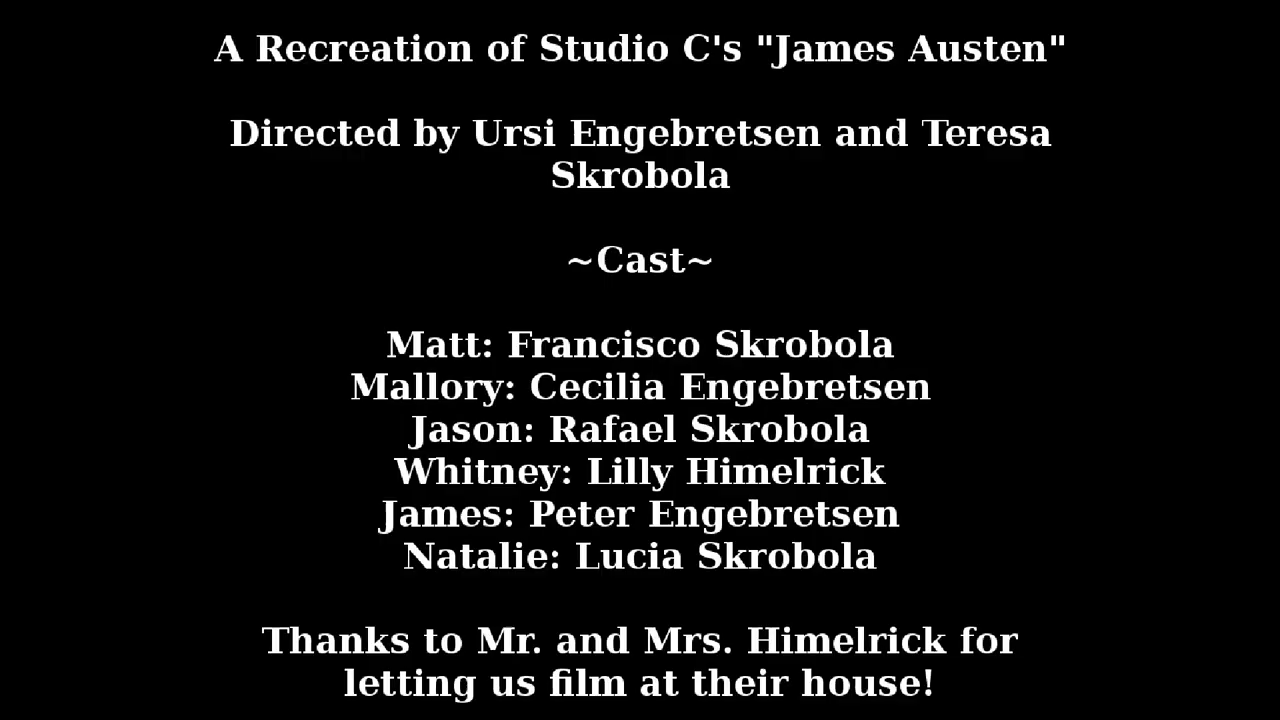 A Recreation of Studio C's "James Austen"
Directed by Ursi Engebretsen and Teresa
Skrobola
~Cast~
Matt: Francisco Skrobola
Mallory: Cecilia Engebretsen
Jason: Rafael Skrobola
Whitney: Lilly Himelrick
James: Peter Engebretsen
Natalie: Lucia Skrobola
Thanks to Mr. and Mrs. Himelrick for
letting us film at their house!